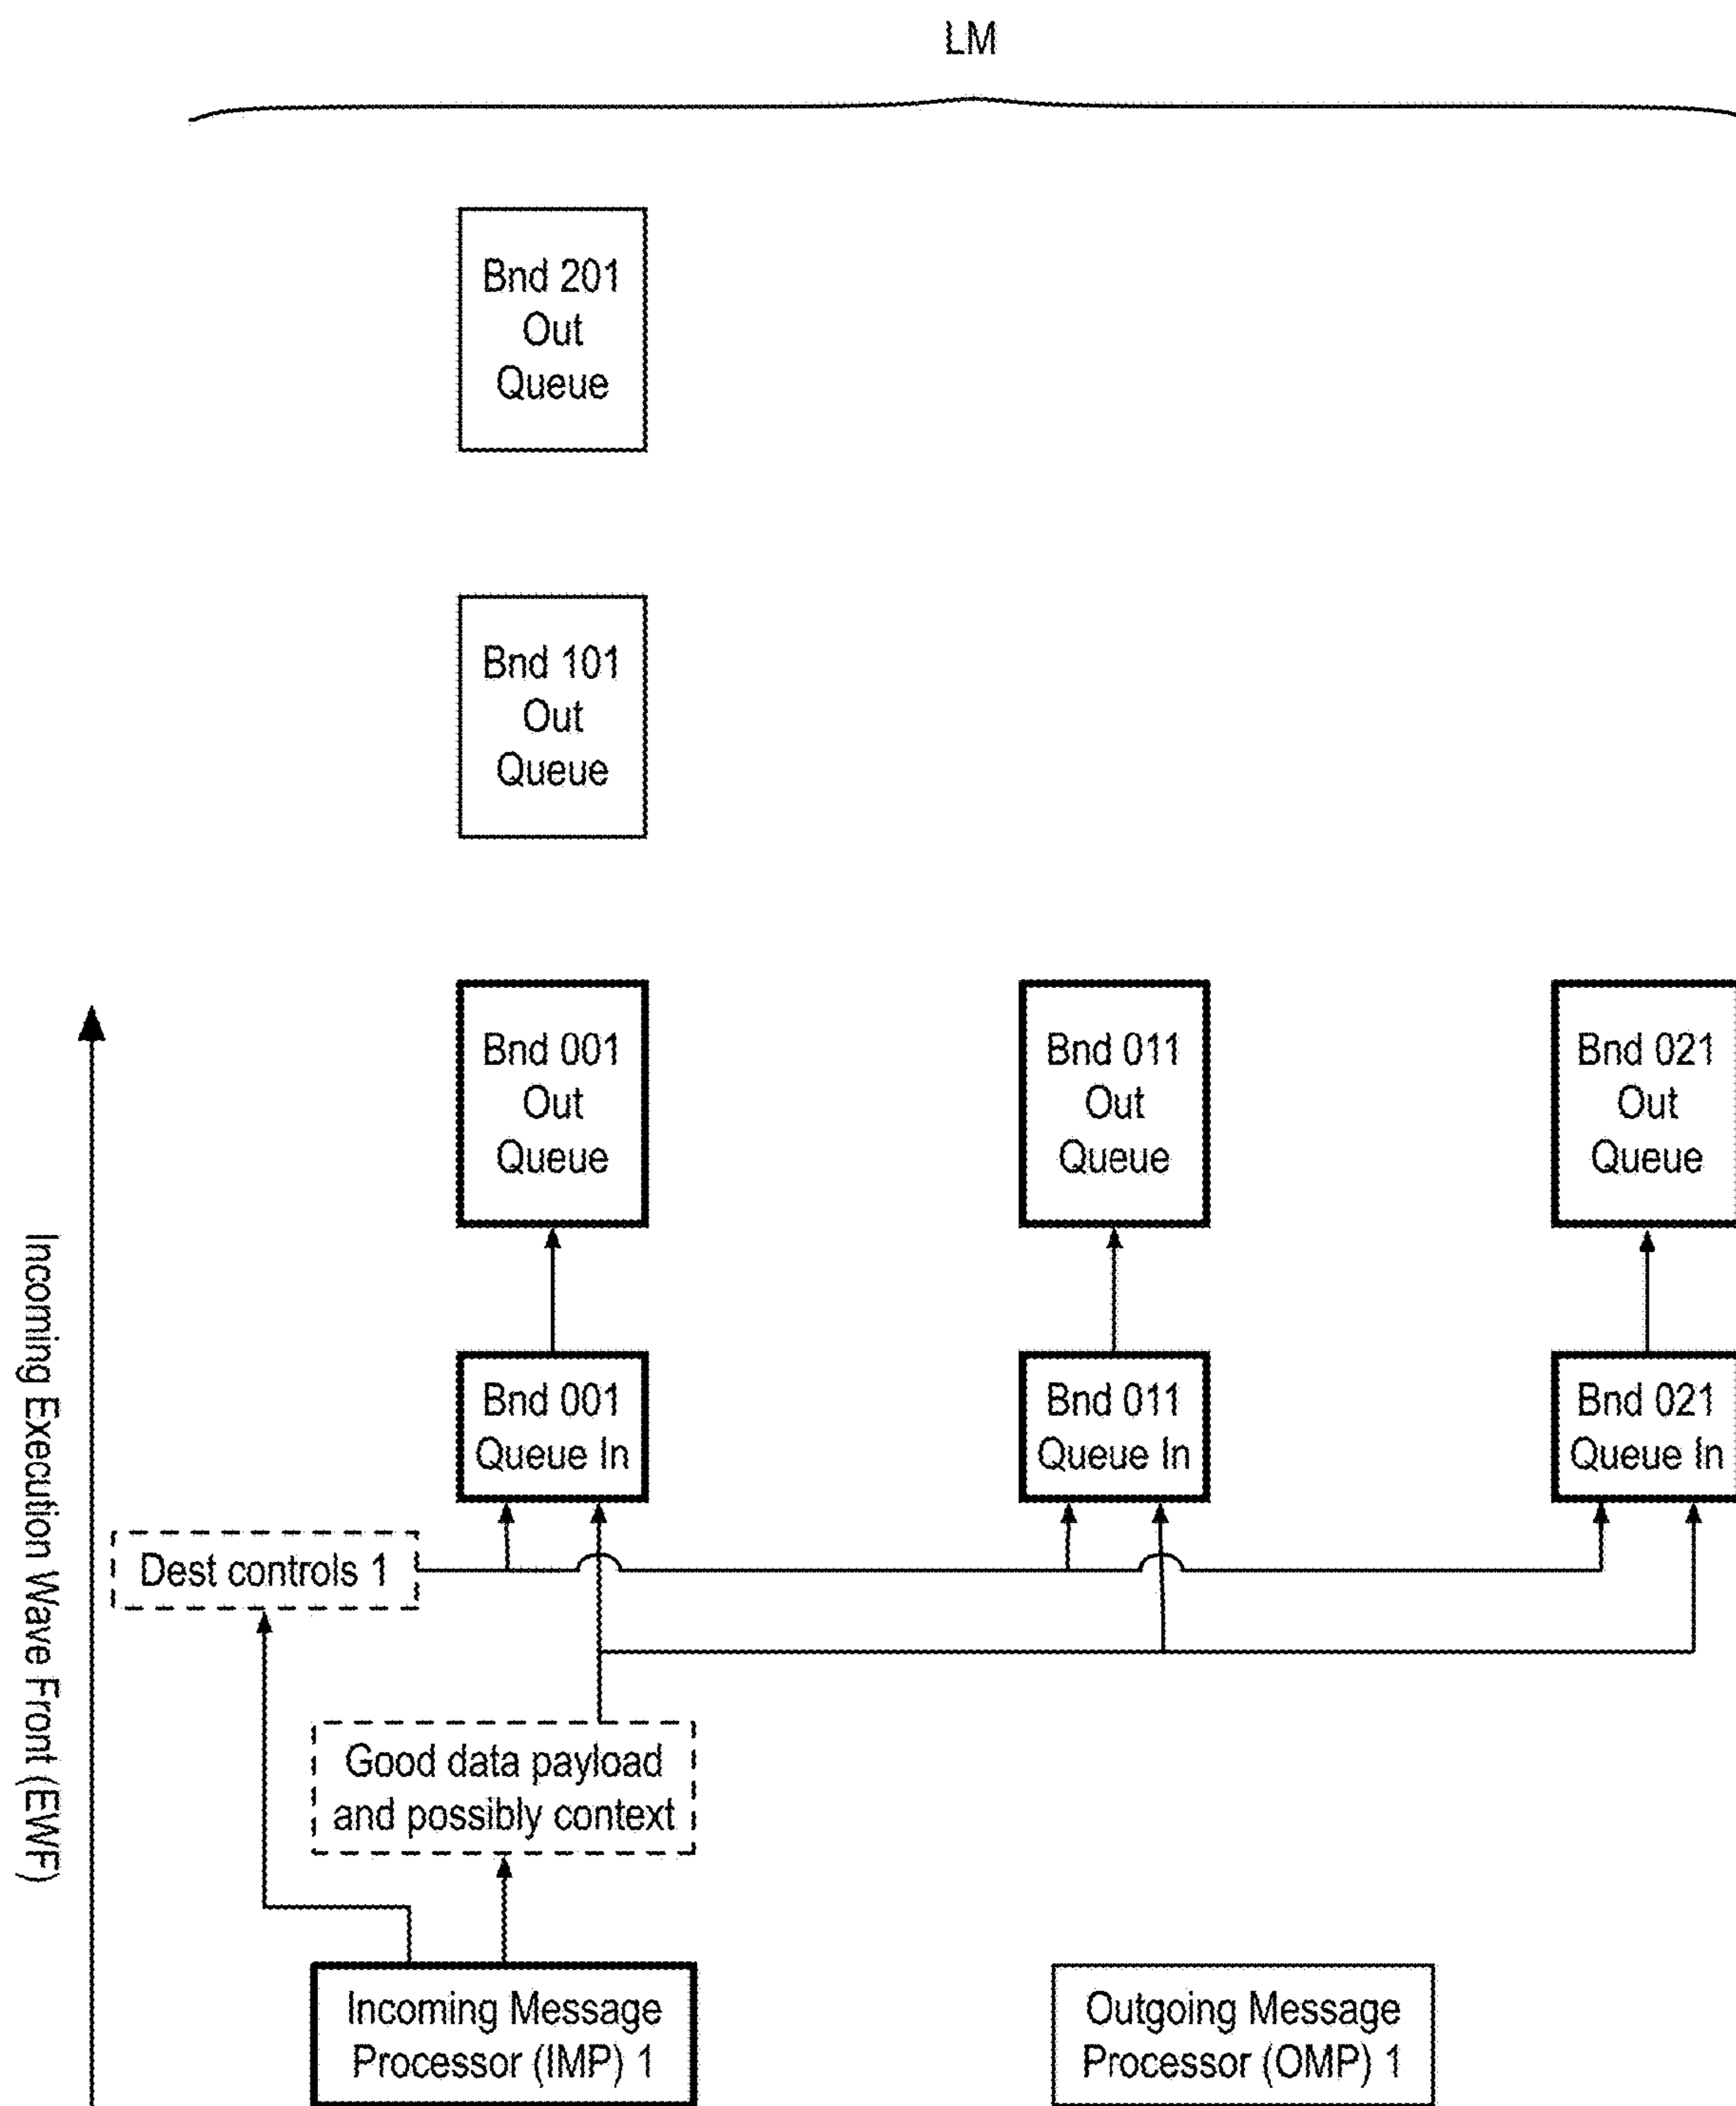 LM
Bnd 201
Out
Queue
Bnd 101
Out
Queue
Bnd 001
Out
Queue
Bnd 011
Out
Queue
Bnd 021
Out
Queue
Bnd 001
Queue In
Bnd 011
Queue In
Bnd 021
Queue In
Incoming Execution Wave Front (EWF)
Dest controls 1
Good data payload
and possibly context
Incoming Message
Processor (IMP) 1
Outgoing Message
Processor (OMP) 1